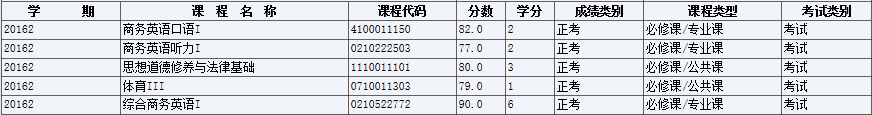 学 期 课 程 名 称 课程代码 分数 学分 成绩类别 课程类型 考试类别
20162 商务英语口语I 4100011150 82.0 2 正考 必修课/专业课 考试
20162 商务英语听力I 0210222503 77.0 2 正考 必修课/专业课 考试
20162 思想道德修养与法律基础 1110011101 80.0 3 正考 必修课/公共课 考试
20162 体育III 0710011303 79.0 1 正考 必修课/公共课 考试
20162 综合商务英语I 0210522772 90.0 6 正考 必修课/专业课 考试